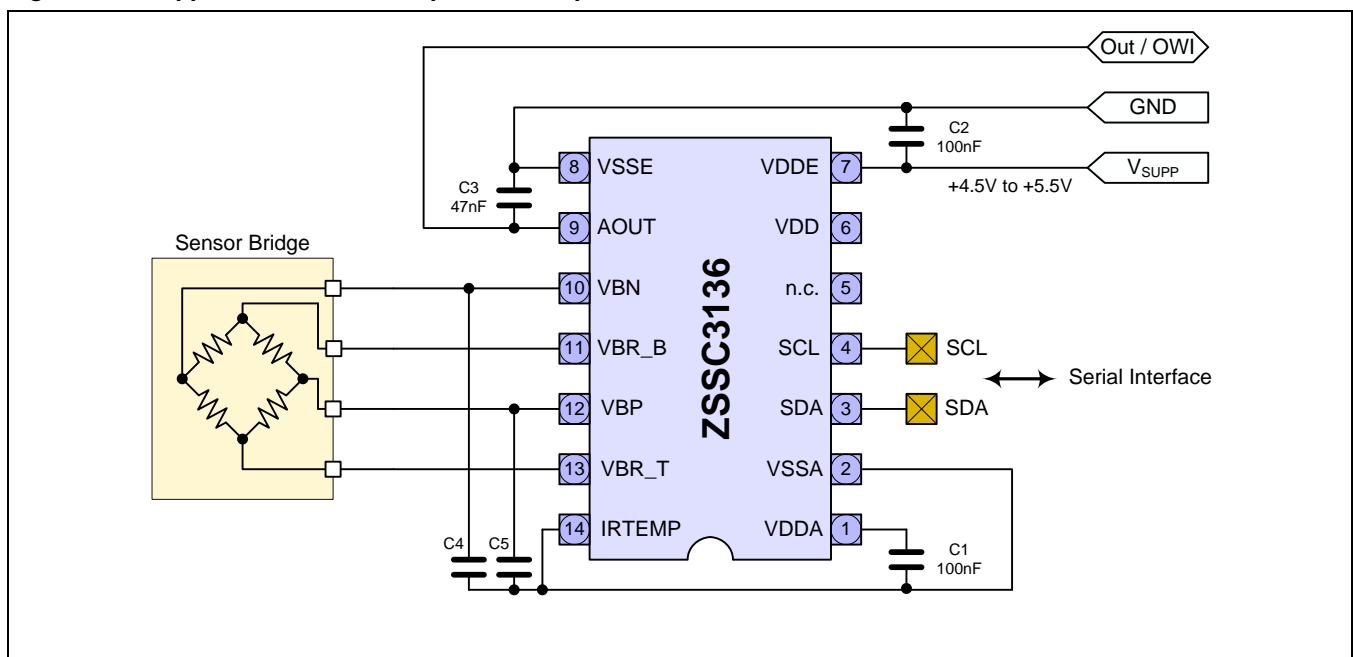 Out / OWI
GND
C2
100nF
V_SUPP
+4.5V to +5.5V
8 VSSE
VDDE 7
C3
47nF
9 AOUT
VDD 6
Sensor Bridge
10 VBN
n.c. 5
11 VBR_B
SCL 4
SCL
ZSSC3136
Serial Interface
12 VBP
SDA 3
SDA
13 VBR_T
VSSA 2
14 IRTEMP
VDDA 1
C4
C5
C1
100nF